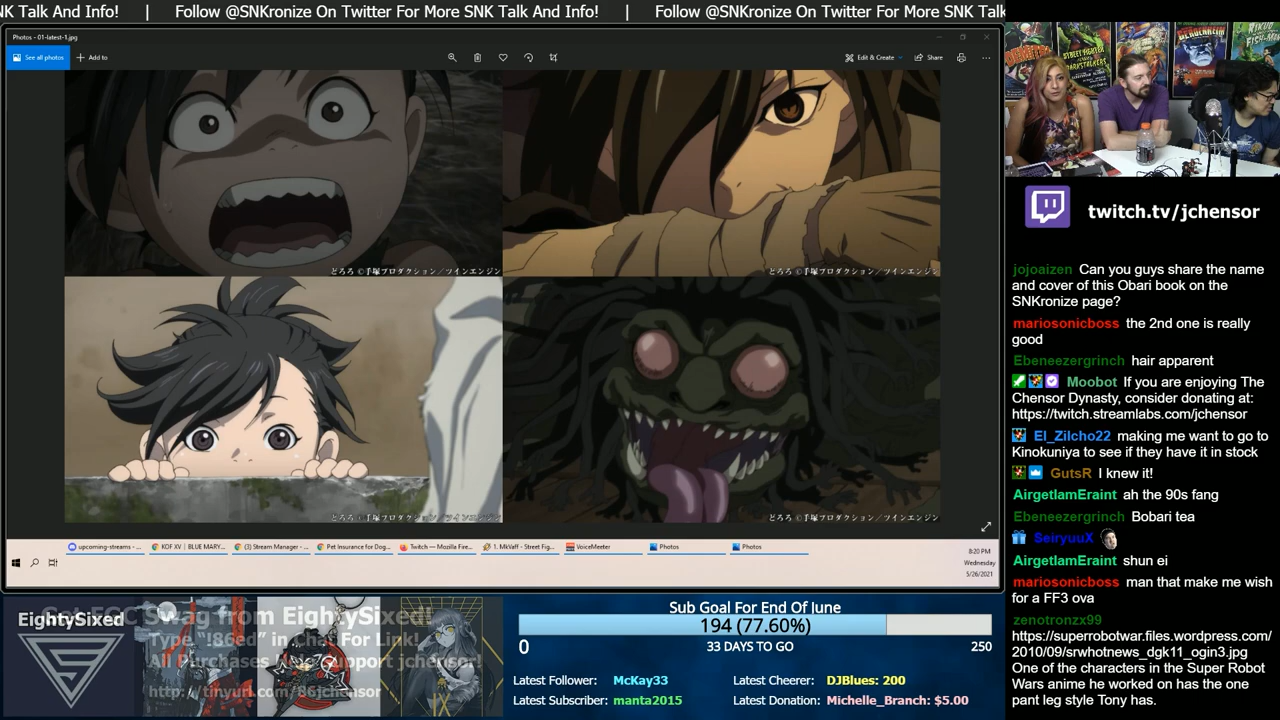 NK Talk And Info!     |     Follow @SNKronize On Twitter For More SNK Talk And Info!     |     Follow @SNKronize On Twitter For More SNK Talk
Photos - 01-latest-1.jpg
See all photos
Add to
Edit & Create
Share
どろろ ©手塚プロダクション／ツインエンジン
どろろ ©手塚プロダクション／ツインエンジン
どろろ ©手塚プロダクション／ツインエンジン
どろろ ©手塚プロダクション／ツインエンジン
upcoming-streams - ...
KOF XV | BLUE MARY...
(3) Stream Manager - ...
Pet Insurance for Dog...
Twitch — Mozilla Fire...
1. MkVaff - Street Fig...
VoiceMeeter
Photos
Photos
8:20 PM
Wednesday
5/26/2021
EightySixed
Get FGC Swag from EightySixed!
Type "!86ed" in Chat For Link!
All Purchases Help Support jchensor!
http://tinyurl.com/86jchensor
Sub Goal For End Of June
194 (77.60%)
0
33 DAYS TO GO
250
Latest Follower: McKay33
Latest Cheerer: DJBlues: 200
Latest Subscriber: manta2015
Latest Donation: Michelle_Branch: $5.00
twitch.tv/jchensor
jojoaizen Can you guys share the name
and cover of this Obari book on the
SNKronize page?
mariosonicboss the 2nd one is really
good
Ebeneezergrinch hair apparent
Moobot If you are enjoying The
Chensor Dynasty, consider donating at:
https://twitch.streamlabs.com/jchensor
El_Zilcho22 making me want to go to
Kinokuniya to see if they have it in stock
GutsR I knew it!
AirgetlamEraint ah the 90s fang
Ebeneezergrinch Bobari tea
SeiryuuX
AirgetlamEraint shun ei
mariosonicboss man that make me wish
for a FF3 ova
zenotronzx99
https://superrobotwar.files.wordpress.com/
2010/09/srwhotnews_dgk11_ogin3.jpg
One of the characters in the Super Robot
Wars anime he worked on has the one
pant leg style Tony has.